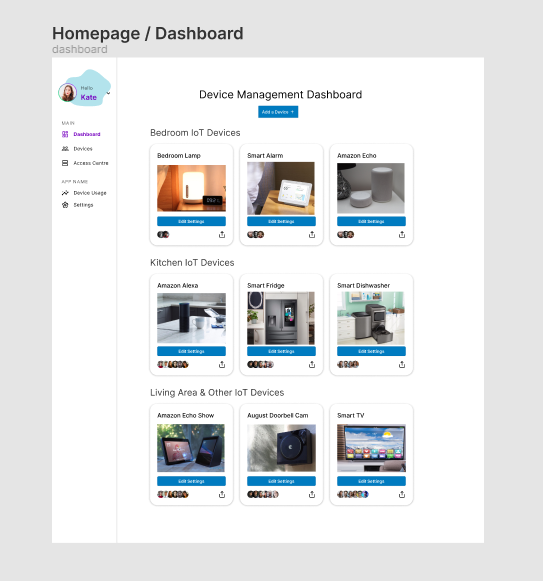 Homepage / Dashboard
dashboard
Hello
Kate
MAIN
Dashboard
Devices
Access Centre
APP NAME
Device Usage
Settings
Device Management Dashboard
Add a Device +
Bedroom IoT Devices
Bedroom Lamp
Smart Alarm
Amazon Echo
Edit Settings
Edit Settings
Edit Settings
Kitchen IoT Devices
Amazon Alexa
Smart Fridge
Smart Dishwasher
Edit Settings
Edit Settings
Edit Settings
Living Area & Other IoT Devices
Amazon Echo Show
August Doorbell Cam
Smart TV
Edit Settings
Edit Settings
Edit Settings